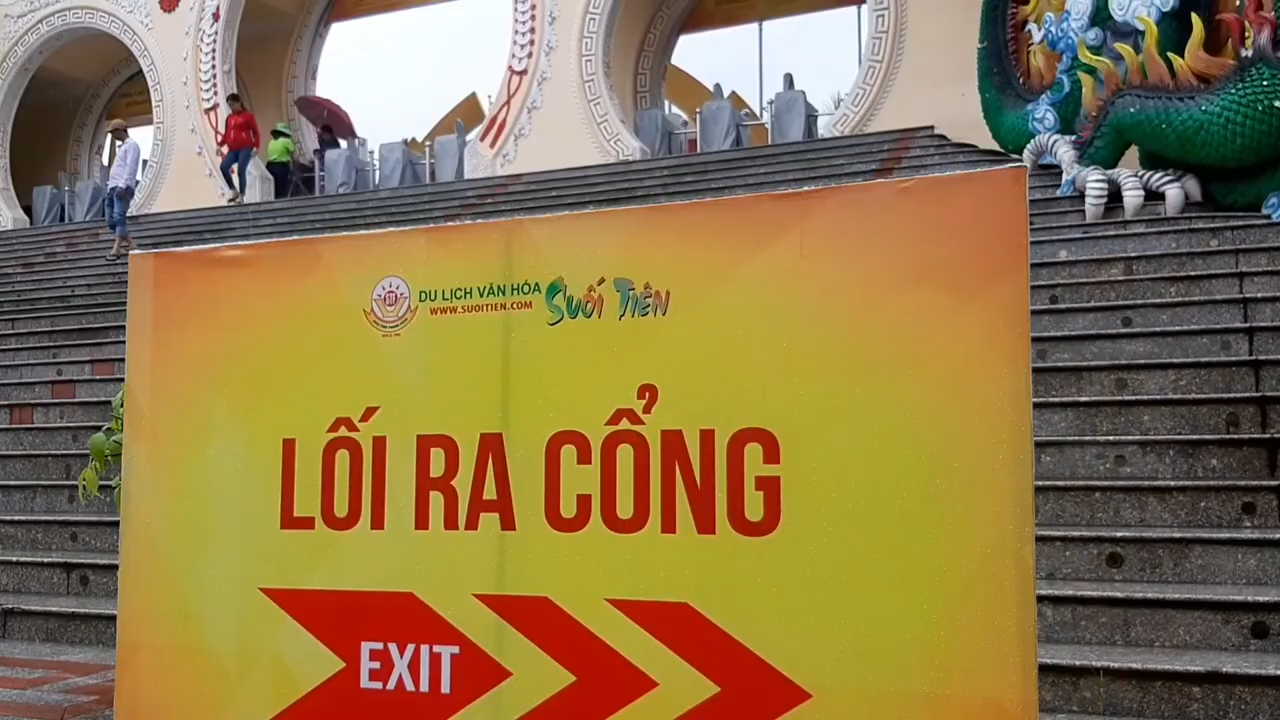 DU LỊCH VĂN HÓA
WWW.SUOITIEN.COM
Suối Tiên
LỐI RA CỔNG
EXIT